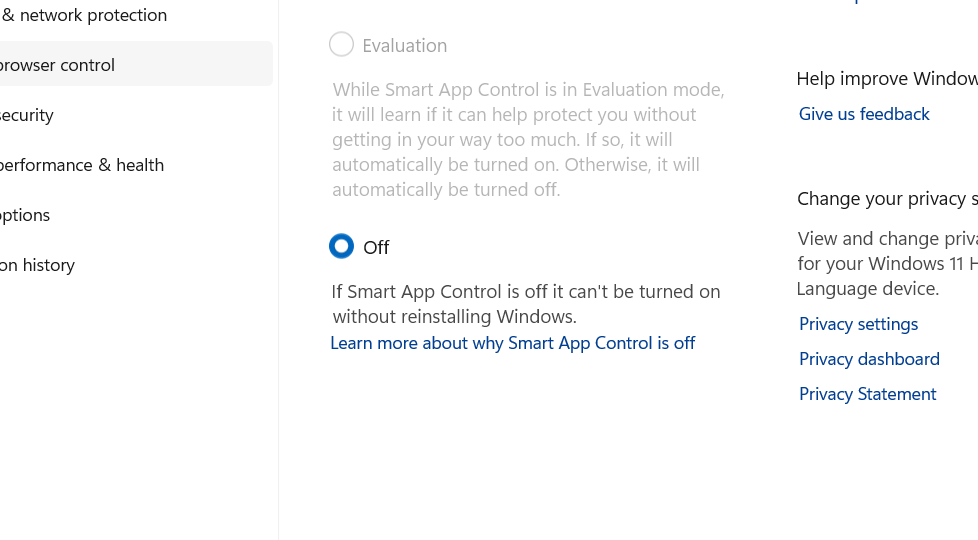 & network protection
browser control
security
performance & health
options
on history
Evaluation
While Smart App Control is in Evaluation mode,
it will learn if it can help protect you without
getting in your way too much. If so, it will
automatically be turned on. Otherwise, it will
automatically be turned off.
Off
If Smart App Control is off it can't be turned on
without reinstalling Windows.
Learn more about why Smart App Control is off
Help improve Window
Give us feedback
Change your privacy s
View and change priva
for your Windows 11 H
Language device.
Privacy settings
Privacy dashboard
Privacy Statement